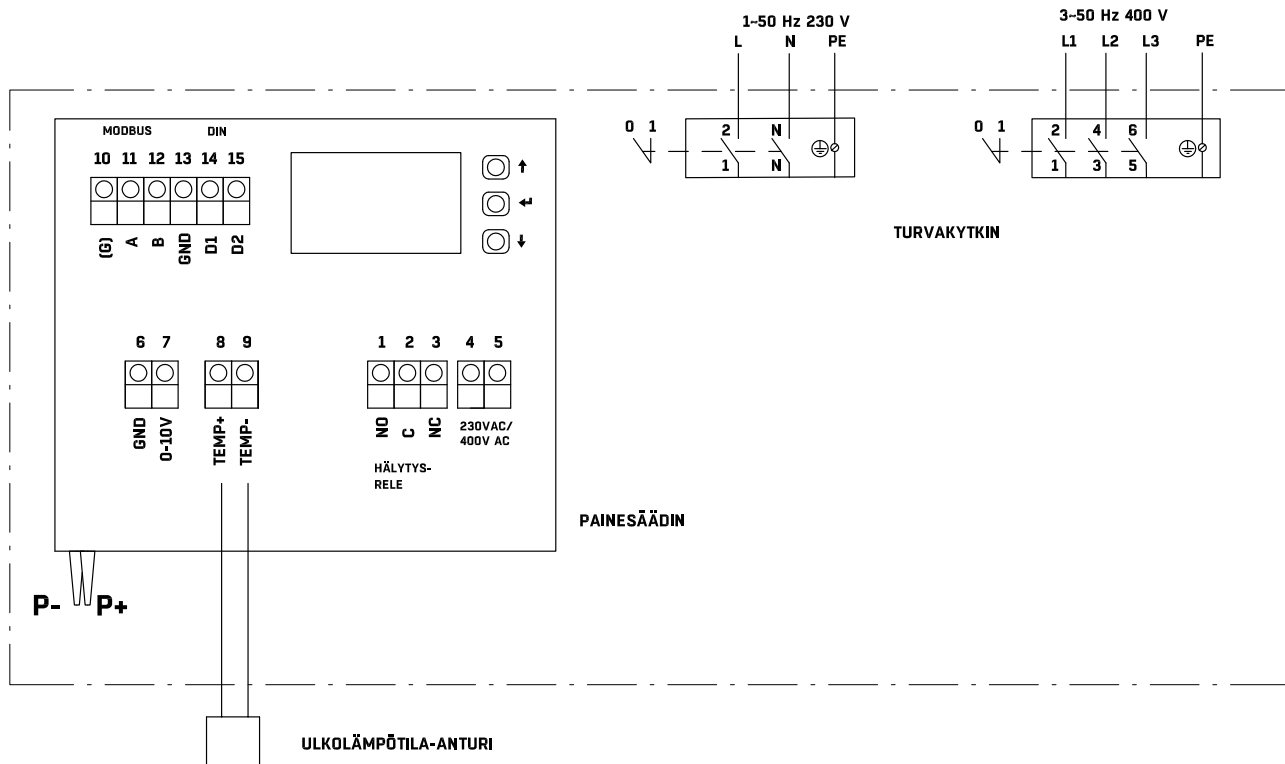 1~50 Hz 230 V
L N PE
3~50 Hz 400 V
L1 L2 L3 PE
0 1
2 N
1 N
0 1
2 4 6
1 3 5
TURVAKYTKIN
MODBUS DIN
10 11 12 13 14 15
(G) A B GND D1 D2
6 7
GND 0-10V
8 9
TEMP+ TEMP-
1 2 3 4 5
NO C NC
230VAC/
400V AC
HÄLYTYS-
RELE
PAINESÄÄDIN
P- P+
ULKOLÄMPÖTILA-ANTURI